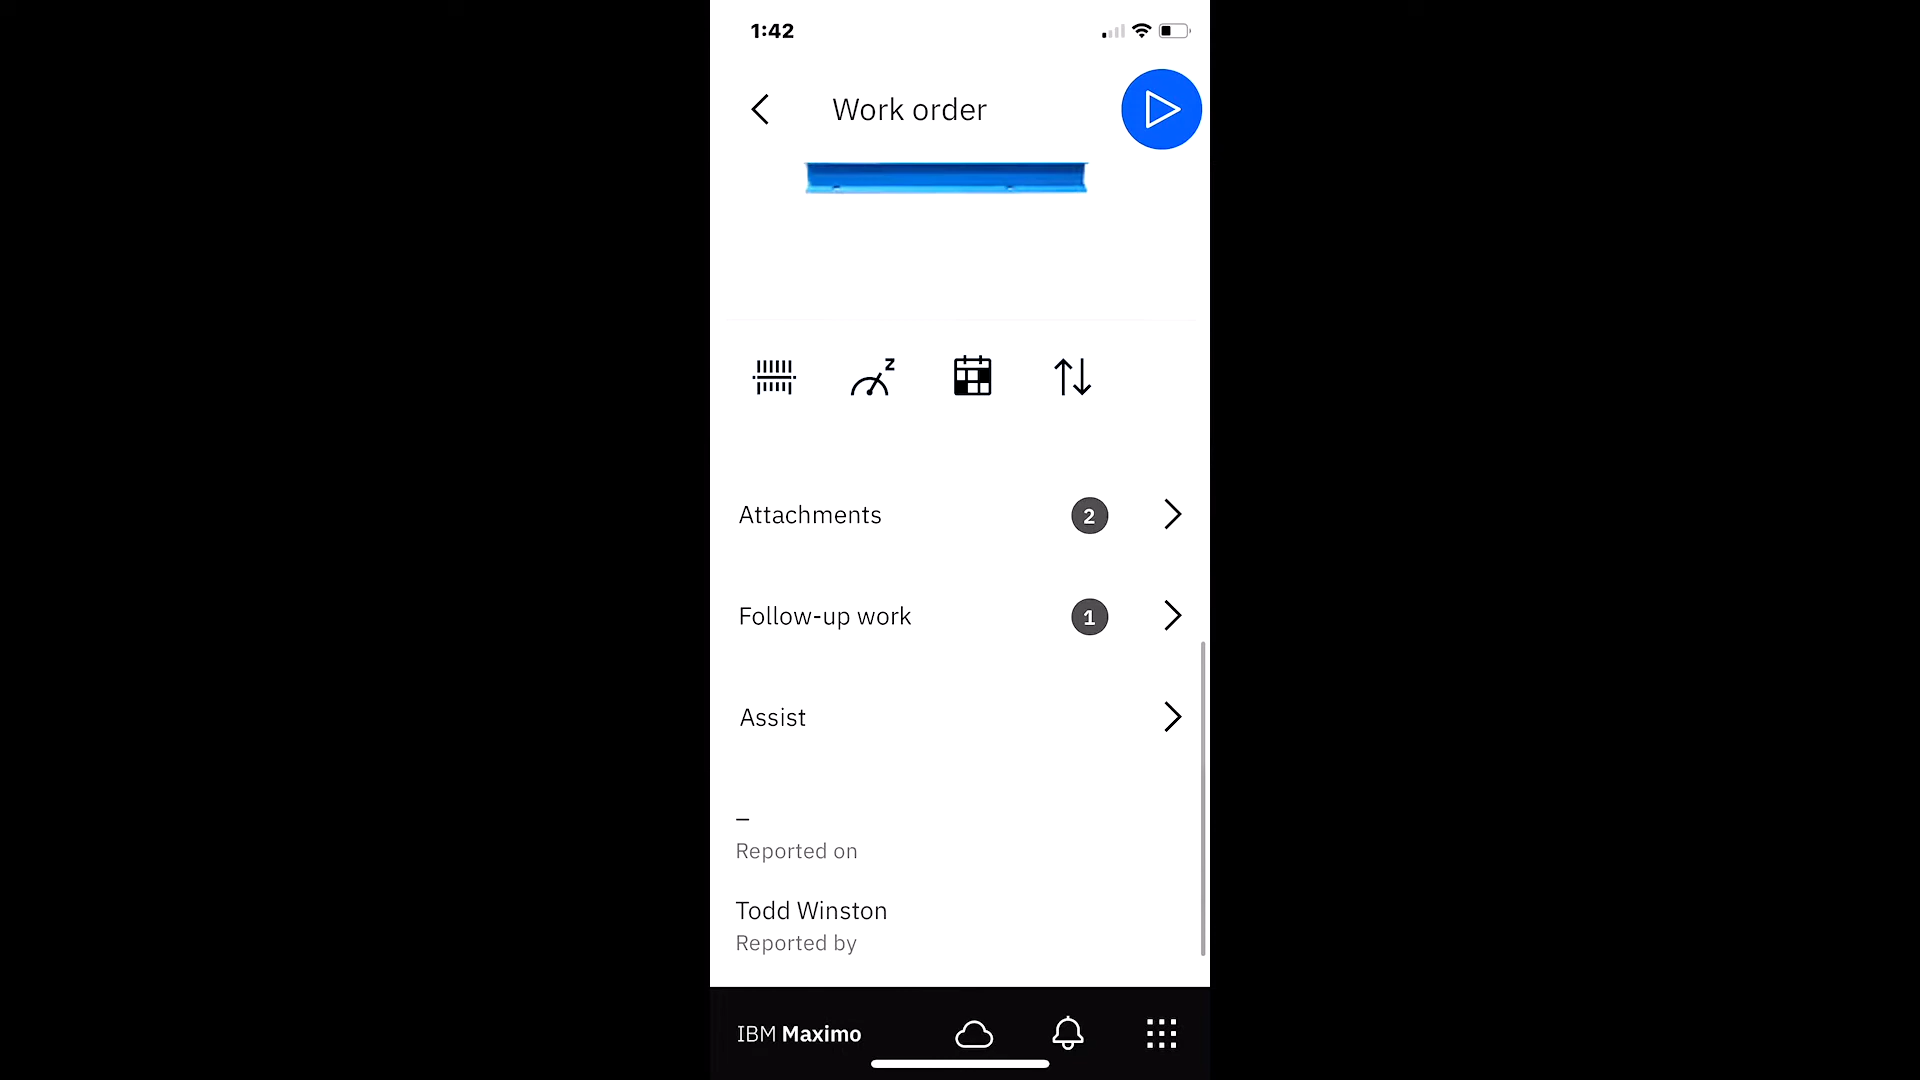 1:42
Work order
z
Attachments
2
Follow-up work
1
Assist
–
Reported on
Todd Winston
Reported by
IBM Maximo